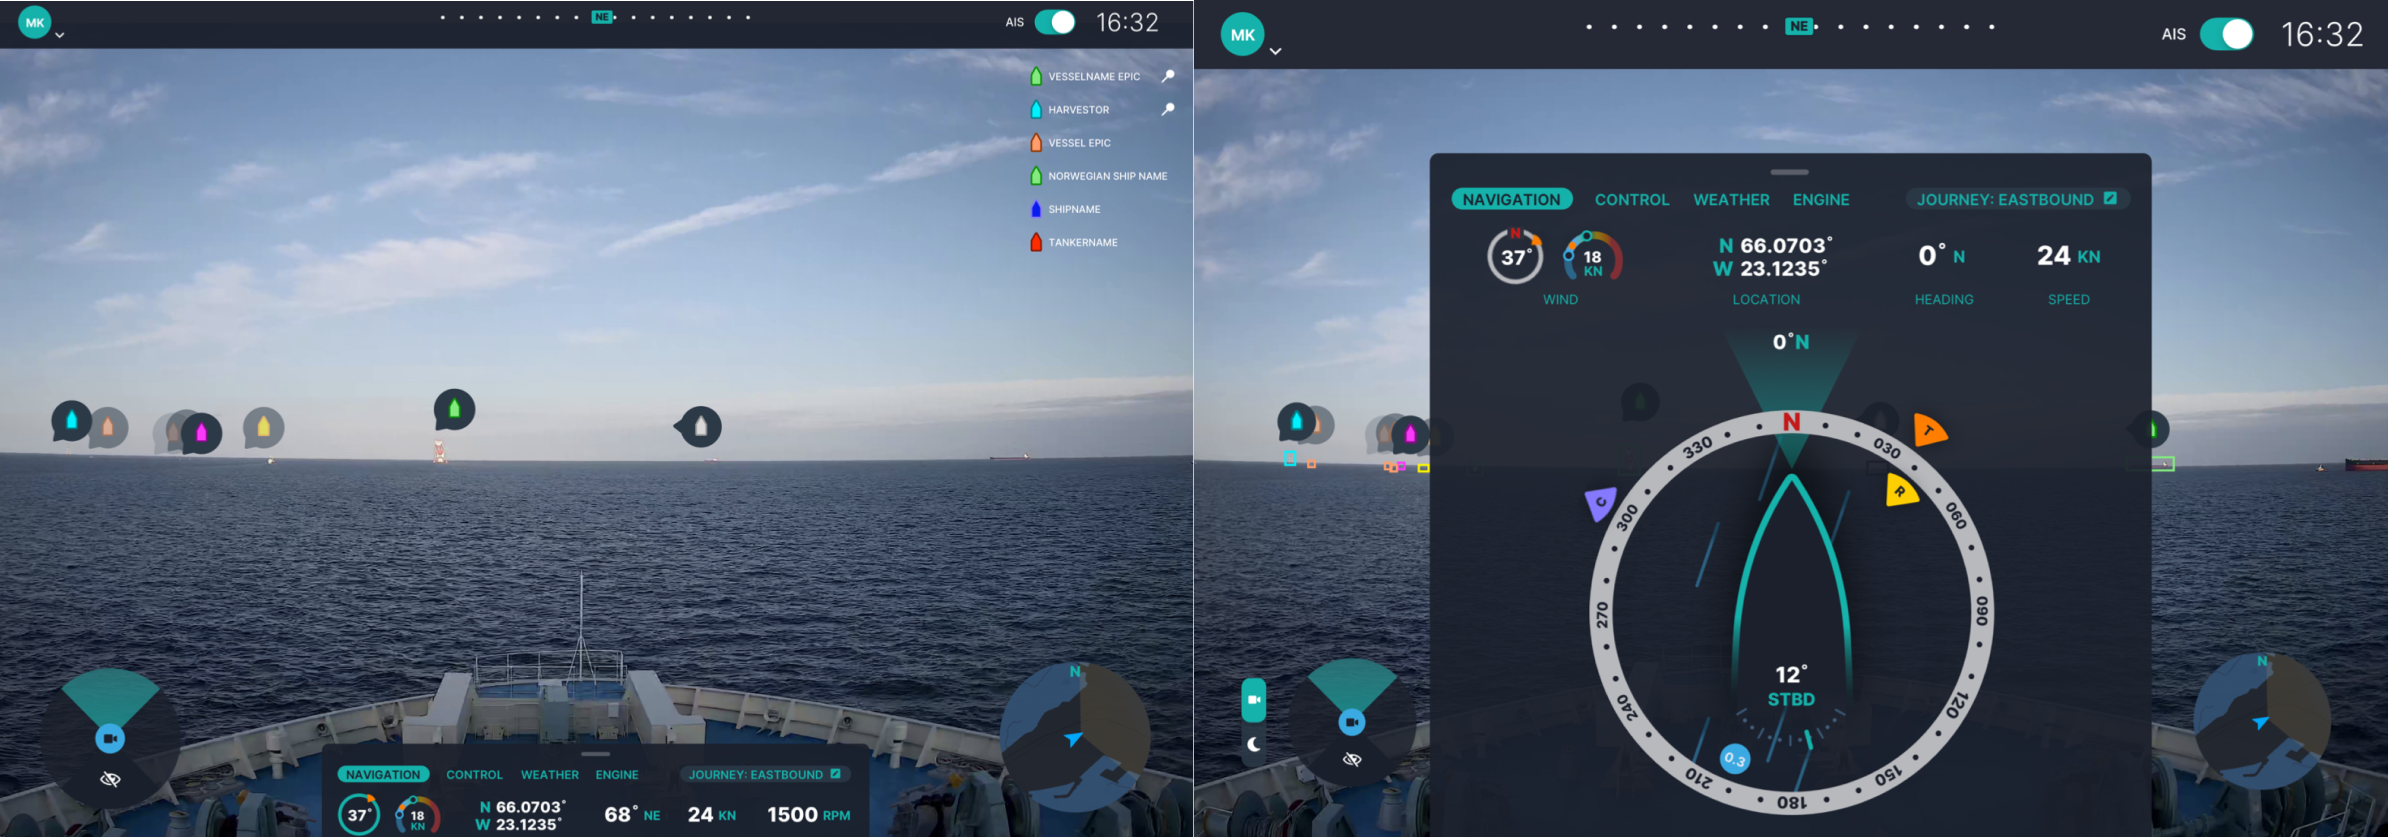 MK
NE
AIS
16:32
VESSELNAME EPIC
HARVESTOR
VESSEL EPIC
NORWEGIAN SHIP NAME
SHIPNAME
TANKERNAME
N
NAVIGATION CONTROL WEATHER ENGINE JOURNEY: EASTBOUND
37° 18 KN
N 66.0703°
W 23.1235°
68° NE
24 KN
1500 RPM
MK
NE
AIS
16:32
NAVIGATION CONTROL WEATHER ENGINE JOURNEY: EASTBOUND
N
37°
18 KN
N 66.0703°
W 23.1235°
0° N
24 KN
WIND LOCATION HEADING SPEED
0°N
N
030
060
090
120
150
180
210
240
270
300
330
T
R
C
12°
STBD
0.3
N